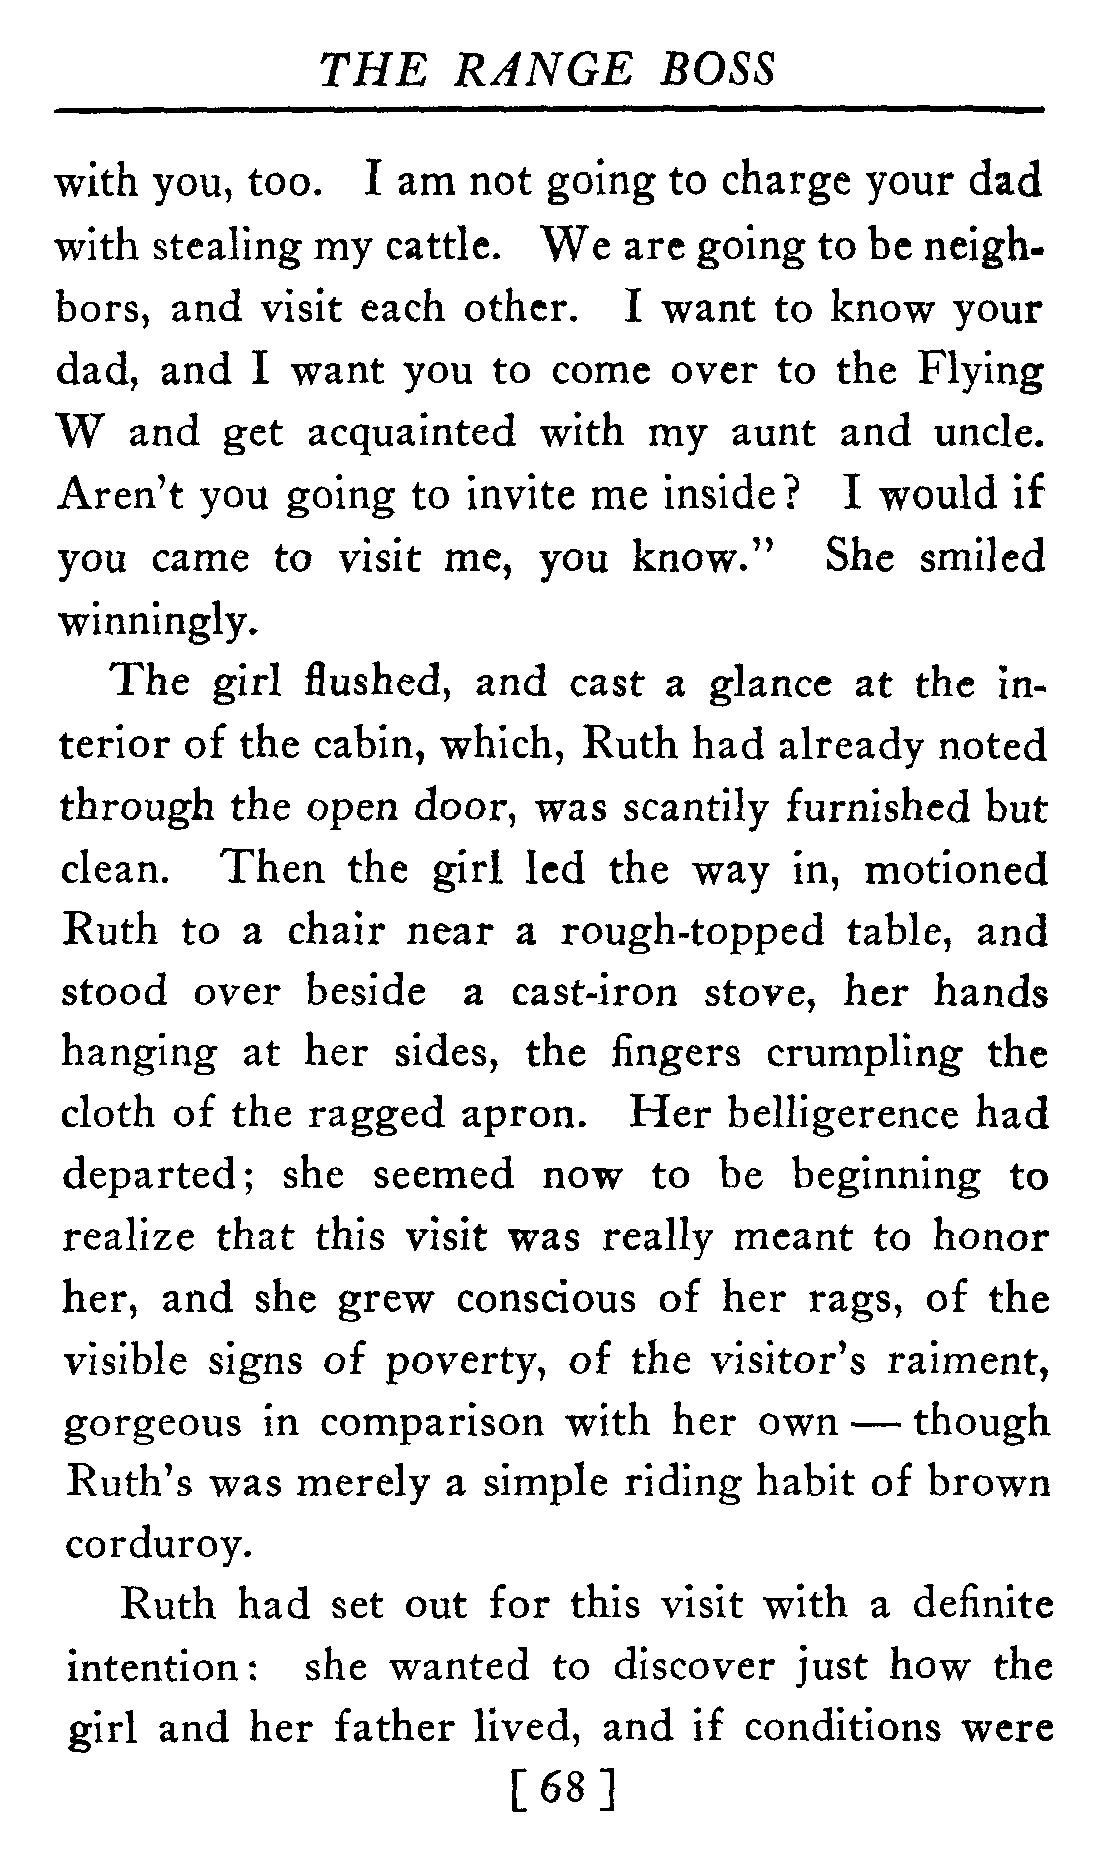 THE RANGE BOSS
with you, too. I am not going to charge your dad
with stealing my cattle. We are going to be neigh-
bors, and visit each other. I want to know your
dad, and I want you to come over to the Flying
W and get acquainted with my aunt and uncle.
Aren't you going to invite me inside? I would if
you came to visit me, you know." She smiled
winningly.
The girl flushed, and cast a glance at the in-
terior of the cabin, which, Ruth had already noted
through the open door, was scantily furnished but
clean. Then the girl led the way in, motioned
Ruth to a chair near a rough-topped table, and
stood over beside a cast-iron stove, her hands
hanging at her sides, the fingers crumpling the
cloth of the ragged apron. Her belligerence had
departed; she seemed now to be beginning to
realize that this visit was really meant to honor
her, and she grew conscious of her rags, of the
visible signs of poverty, of the visitor's raiment,
gorgeous in comparison with her own — though
Ruth's was merely a simple riding habit of brown
corduroy.
Ruth had set out for this visit with a definite
intention: she wanted to discover just how the
girl and her father lived, and if conditions were
[ 68 ]